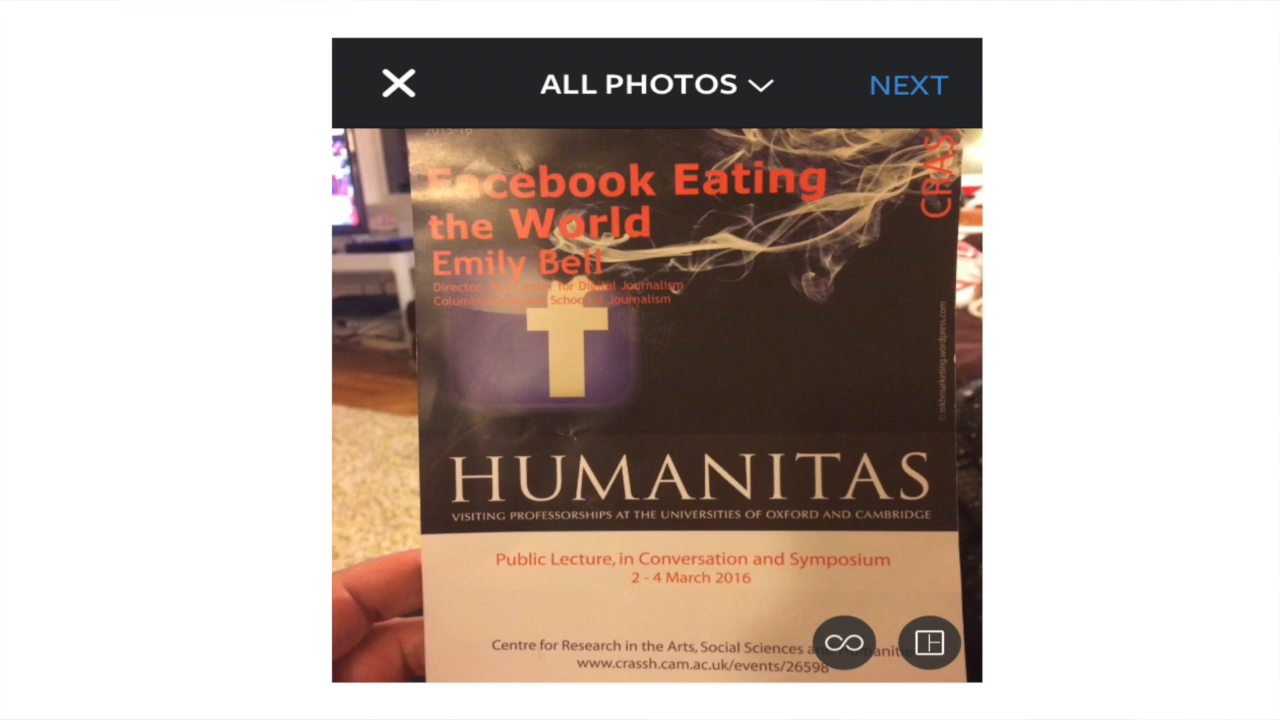 ALL PHOTOS
NEXT
2015-16
CRASS
Facebook Eating
the World
Emily Bell
Director, Center for Digital Journalism
Columbia School of Journalism
HUMANITAS
VISITING PROFESSORSHIPS AT THE UNIVERSITIES OF OXFORD AND CAMBRIDGE
Public Lecture, in Conversation and Symposium
2 - 4 March 2016
Centre for Research in the Arts, Social Sciences and Humanities
www.crassh.cam.ac.uk/events/26598